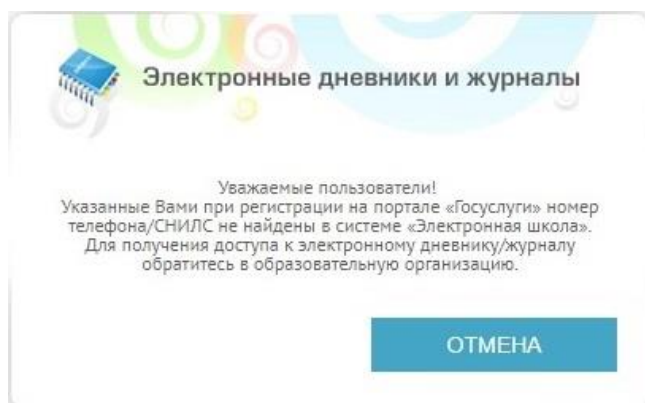 Электронные дневники и журналы
Уважаемые пользователи!
Указанные Вами при регистрации на портале «Госуслуги» номер
телефона/СНИЛС не найдены в системе «Электронная школа».
Для получения доступа к электронному дневнику/журналу
обратитесь в образовательную организацию.
ОТМЕНА